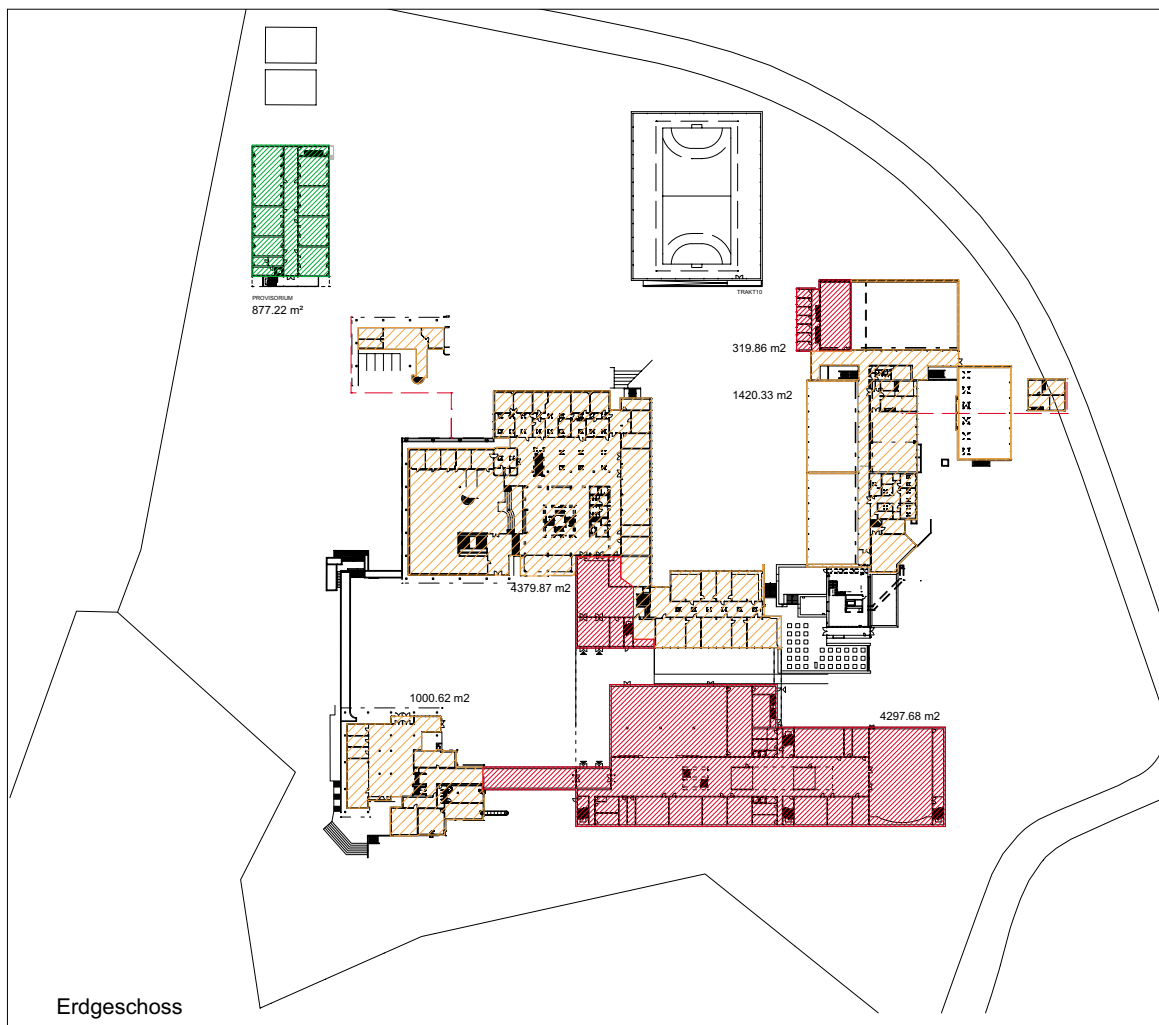 PROVISORIUM
877.22 m²
TRAKT10
319.86 m2
1420.33 m2
4379.87 m2
1000.62 m2
4297.68 m2
Erdgeschoss